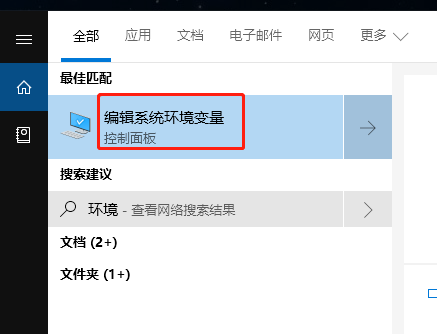 全部 应用 文档 电子邮件 网页 更多
最佳匹配
编辑系统环境变量
控制面板
搜索建议
环境 - 查看网络搜索结果
文档 (2+)
文件夹 (1+)